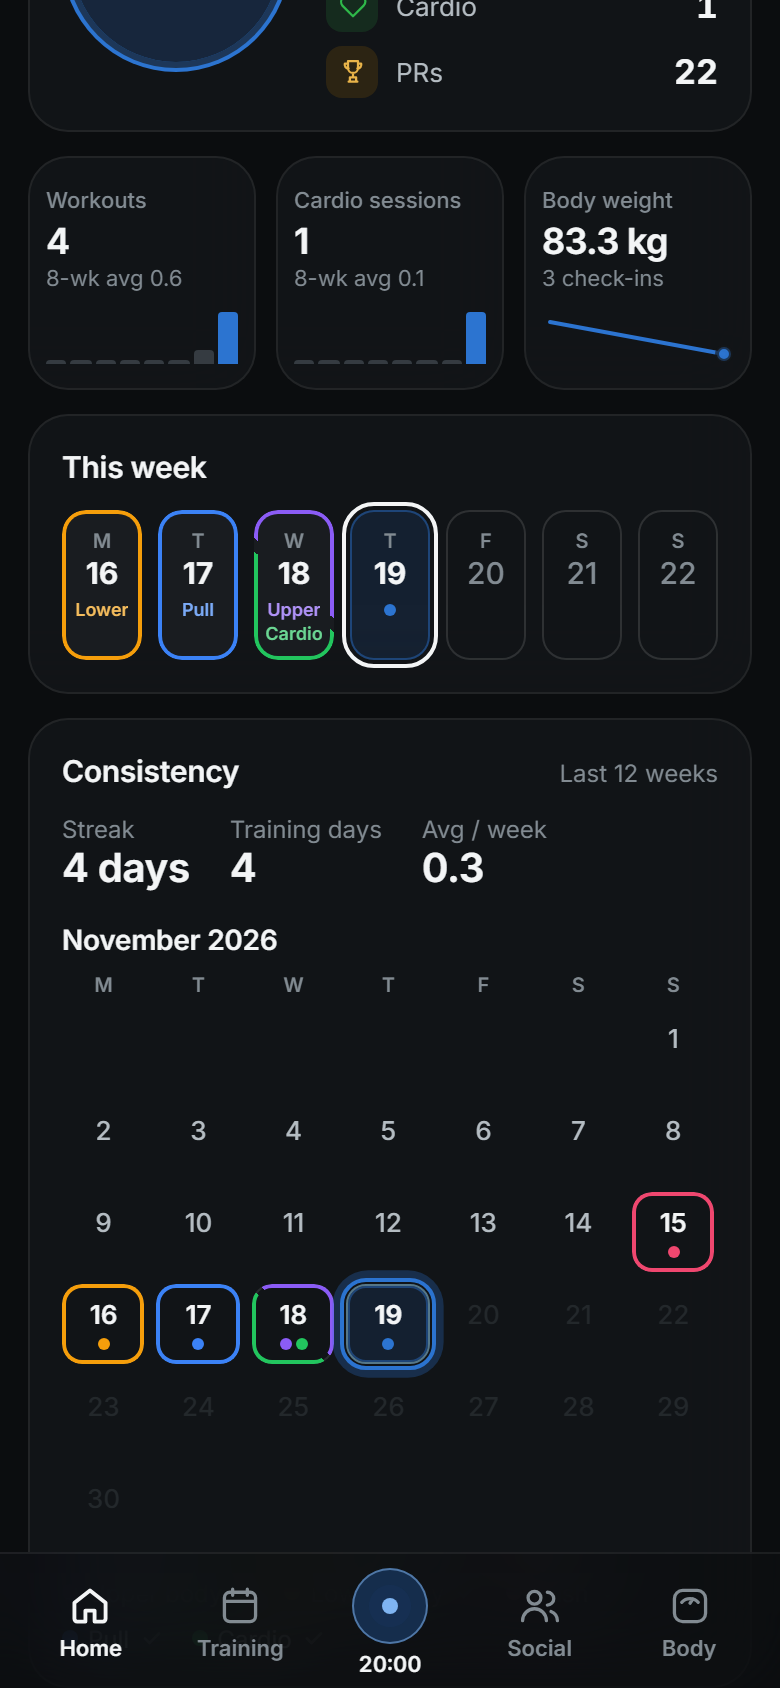 Cardio 1
PRs 22
Workouts
4
8-wk avg 0.6
Cardio sessions
1
8-wk avg 0.1
Body weight
83.3 kg
3 check-ins
This week
M T W T F S S
16 17 18 19 20 21 22
Lower Pull Upper
Cardio
Consistency Last 12 weeks
Streak Training days Avg / week
4 days 4 0.3
November 2026
M T W T F S S
1
2 3 4 5 6 7 8
9 10 11 12 13 14 15
16 17 18 19 20 21 22
23 24 25 26 27 28 29
30
Home Training Social Body
20:00